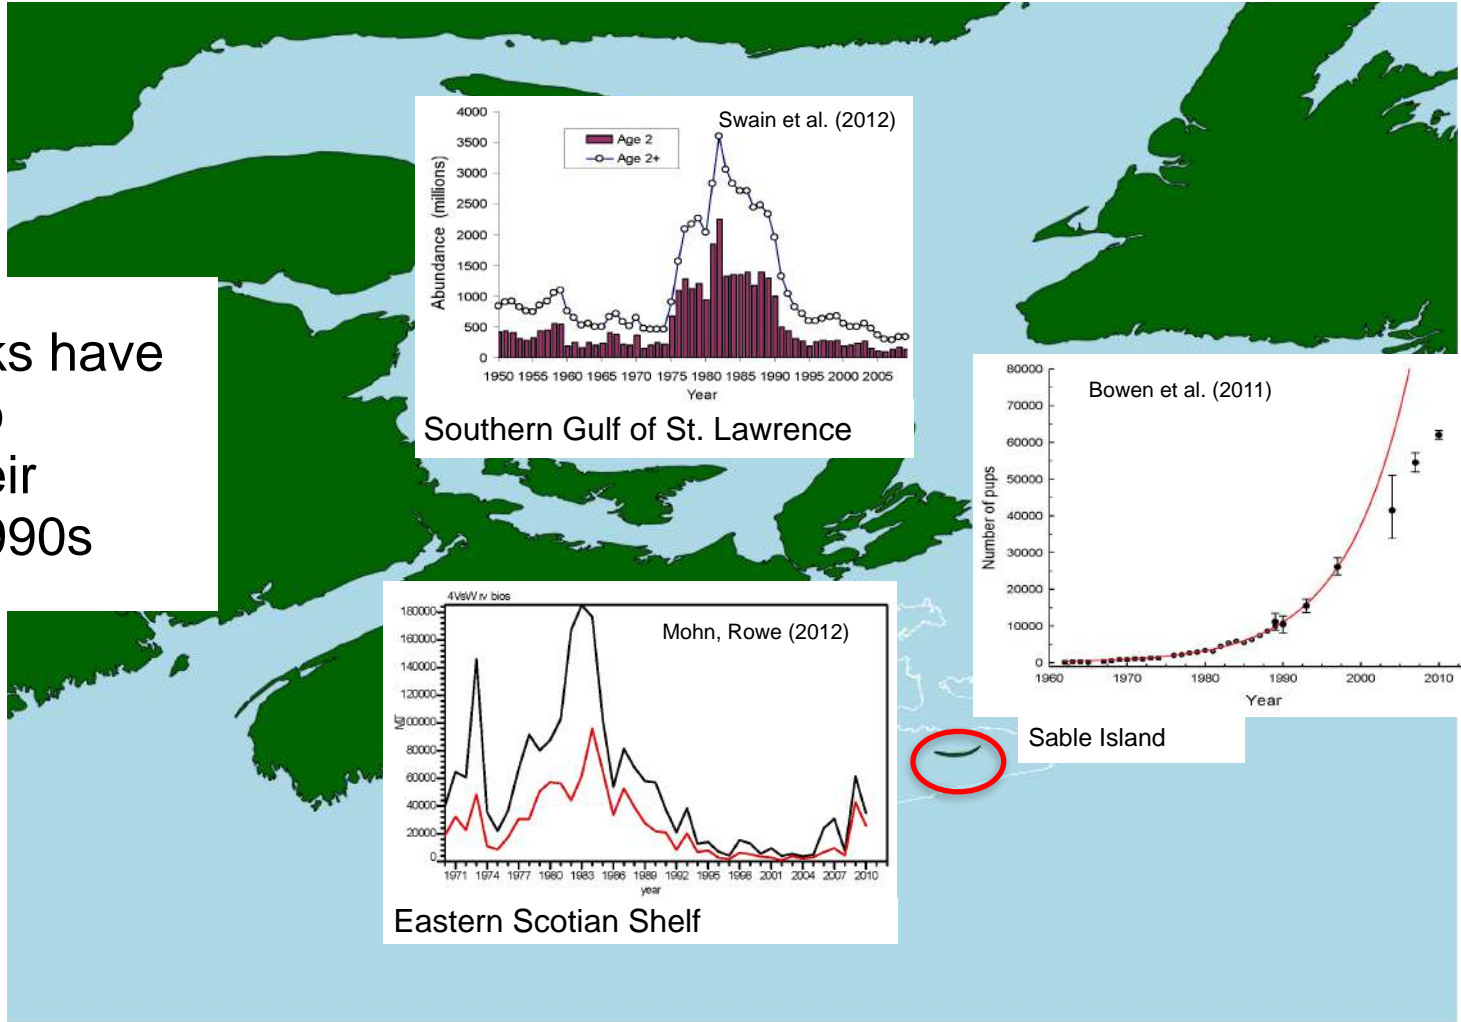 ks have
eir
990s
4000
3500
3000
2500
2000
1500
1000
500
0
Abundance (millions)
Swain et al. (2012)
Age 2
Age 2+
1950 1955 1960 1965 1970 1975 1980 1985 1990 1995 2000 2005
Year
Southern Gulf of St. Lawrence
80000
70000
60000
50000
40000
30000
20000
10000
0
Number of pups
Bowen et al. (2011)
1960 1970 1980 1990 2000 2010
Year
Sable Island
4VsW rv bios
180000
160000
140000
120000
100000
80000
60000
40000
20000
0
MT
Mohn, Rowe (2012)
1971 1974 1977 1980 1983 1986 1989 1992 1995 1998 2001 2004 2007 2010
year
Eastern Scotian Shelf